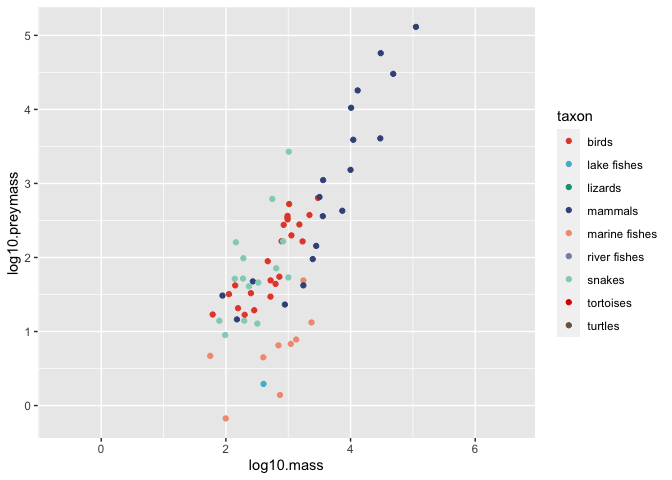 5
4
3
2
1
0
log10.preymass
0
2
4
6
log10.mass
taxon
birds
lake fishes
lizards
mammals
marine fishes
river fishes
snakes
tortoises
turtles